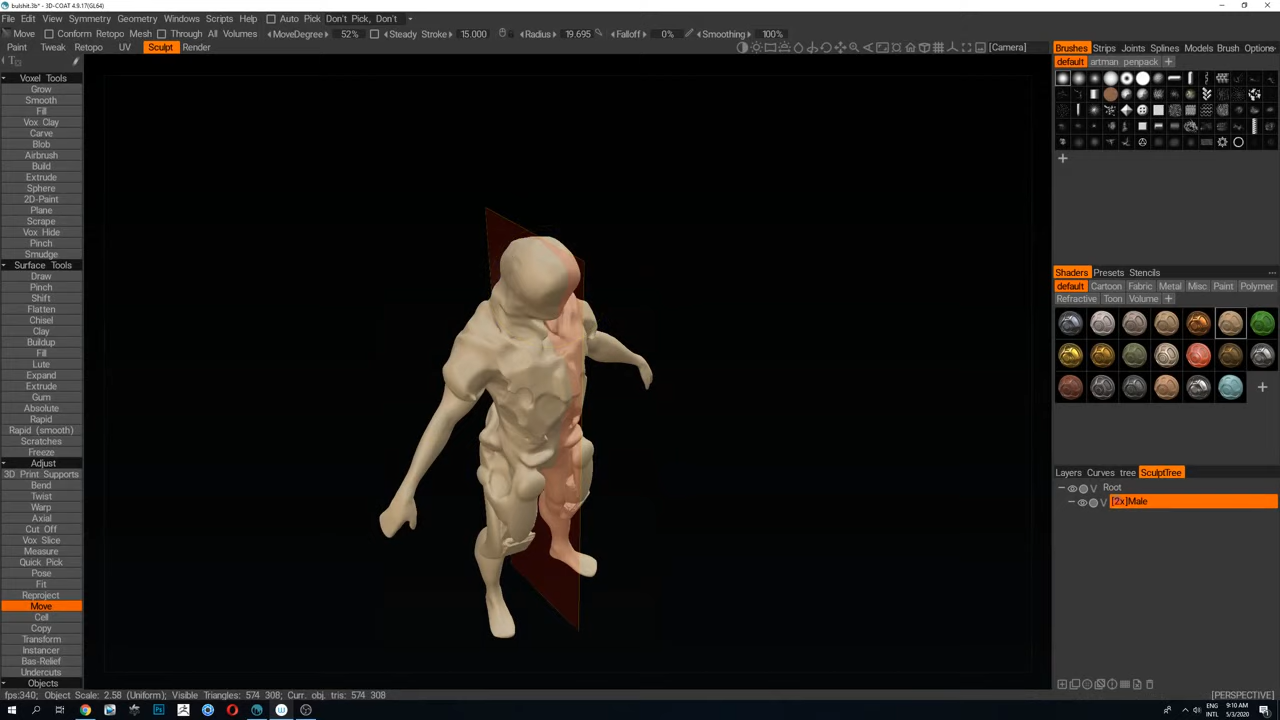 bulshit.3b* - 3D-COAT 4.9.17(GL64)
File Edit View Symmetry Geometry Windows Scripts Help Auto Pick Don't Pick, Don't
Move Conform Retopo Mesh Through All Volumes MoveDegree 52% Steady Stroke 15.000 Radius 19.695 Falloff 0% Smoothing 100%
Paint Tweak Retopo UV Sculpt Render [Camera]
Brushes Strips Joints Splines Models Brush Options
default artman penpack +
Voxel Tools
Grow
Smooth
Fill
Vox Clay
Carve
Blob
Airbrush
Build
Extrude
Sphere
2D-Paint
Plane
Scrape
Vox Hide
Pinch
Smudge
Surface Tools
Draw
Pinch
Shift
Flatten
Chisel
Clay
Buildup
Fill
Lute
Expand
Extrude
Gum
Absolute
Rapid
Rapid (smooth)
Scratches
Freeze
Adjust
3D Print Supports
Bend
Twist
Warp
Axial
Cut Off
Vox Slice
Measure
Quick Pick
Pose
Fit
Reproject
Move
Cell
Copy
Transform
Instancer
Bas-Relief
Undercuts
Objects
Shaders Presets Stencils
default Cartoon Fabric Metal Misc Paint Polymer
Refractive Toon Volume +
Layers Curves tree SculptTree
V Root
V [2x]Male
fps:340; Object Scale: 2.58 (Uniform); Visible Triangles: 574 308; Curr. obj. tris: 574 308
[PERSPECTIVE]
ENG
INTL
9:10 AM
5/3/2020